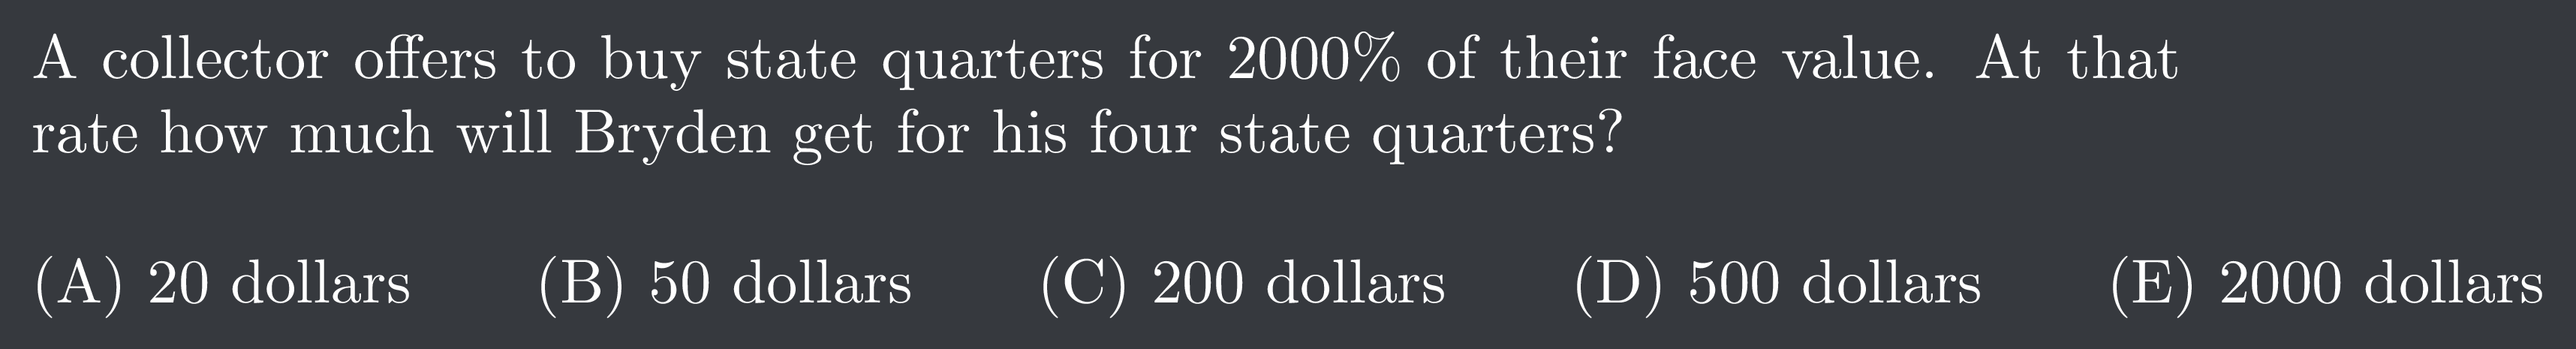 A collector offers to buy state quarters for 2000% of their face value. At that
rate how much will Bryden get for his four state quarters?
(A) 20 dollars (B) 50 dollars (C) 200 dollars (D) 500 dollars (E) 2000 dollars